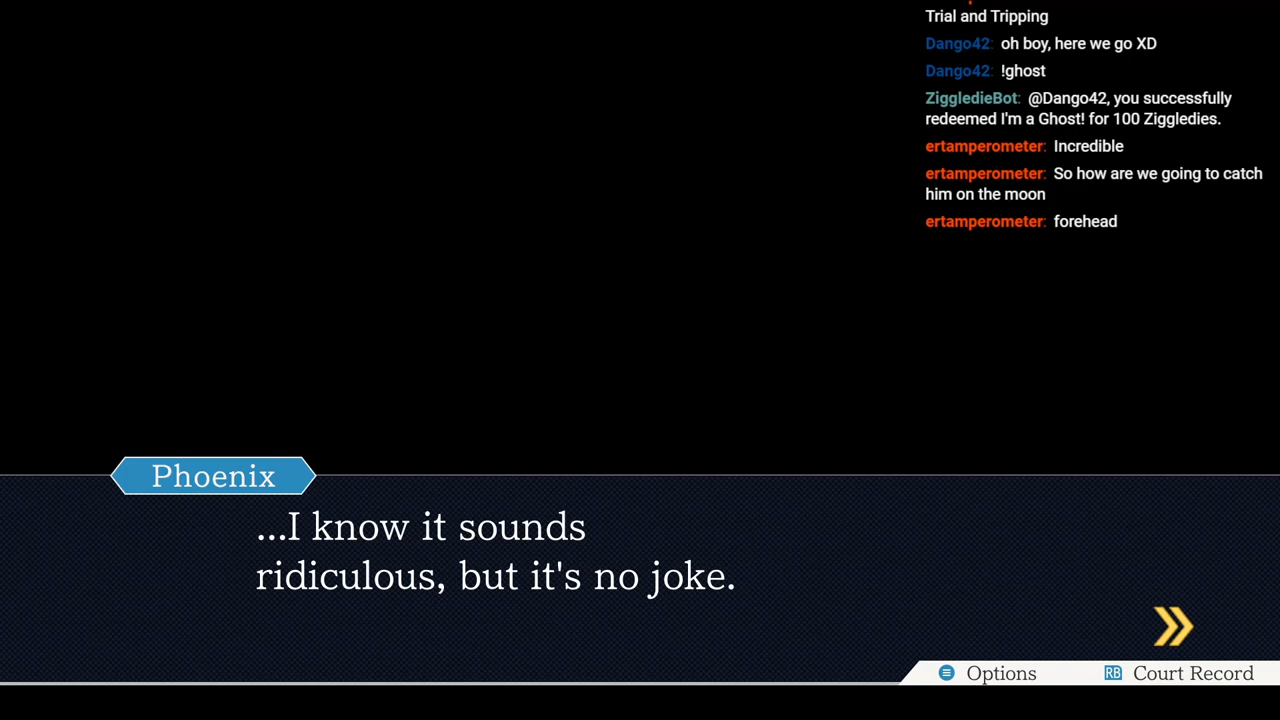 Trial and Tripping
Dango42: oh boy, here we go XD
Dango42: !ghost
ZiggledieBot: @Dango42, you successfully
redeemed I'm a Ghost! for 100 Ziggledies.
ertamperometer: Incredible
ertamperometer: So how are we going to catch
him on the moon
ertamperometer: forehead
Phoenix
...I know it sounds
ridiculous, but it's no joke.
Options
RB Court Record